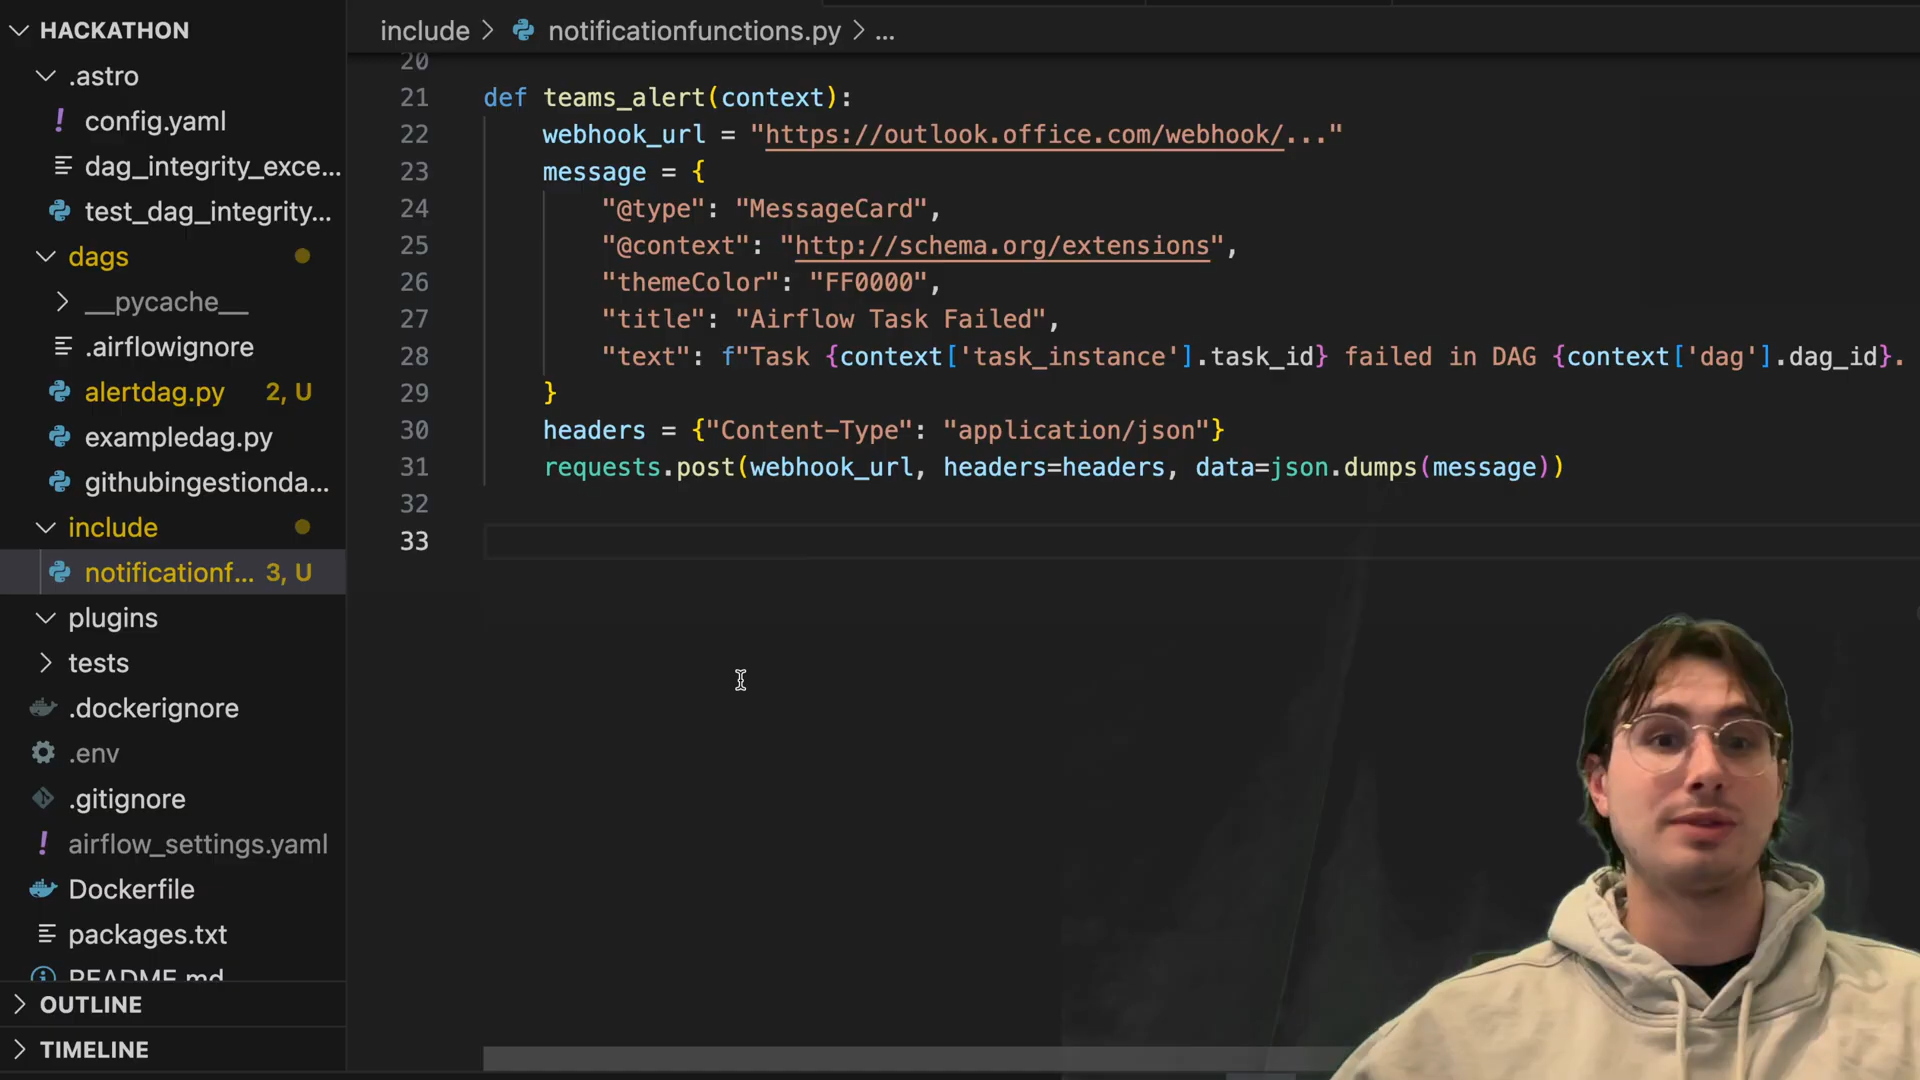 HACKATHON
.astro
! config.yaml
dag_integrity_exce...
test_dag_integrity...
dags
__pycache__
.airflowignore
alertdag.py 2, U
exampledag.py
githubingestionda...
include
notificationf... 3, U
plugins
tests
.dockerignore
.env
.gitignore
! airflow_settings.yaml
Dockerfile
packages.txt
README.md
OUTLINE
TIMELINE
include > notificationfunctions.py > ...
20
21 def teams_alert(context):
22 webhook_url = "https://outlook.office.com/webhook/..."
23 message = {
24 "@type": "MessageCard",
25 "@context": "http://schema.org/extensions",
26 "themeColor": "FF0000",
27 "title": "Airflow Task Failed",
28 "text": f"Task {context['task_instance'].task_id} failed in DAG {context['dag'].dag_id}.
29 }
30 headers = {"Content-Type": "application/json"}
31 requests.post(webhook_url, headers=headers, data=json.dumps(message))
32
33